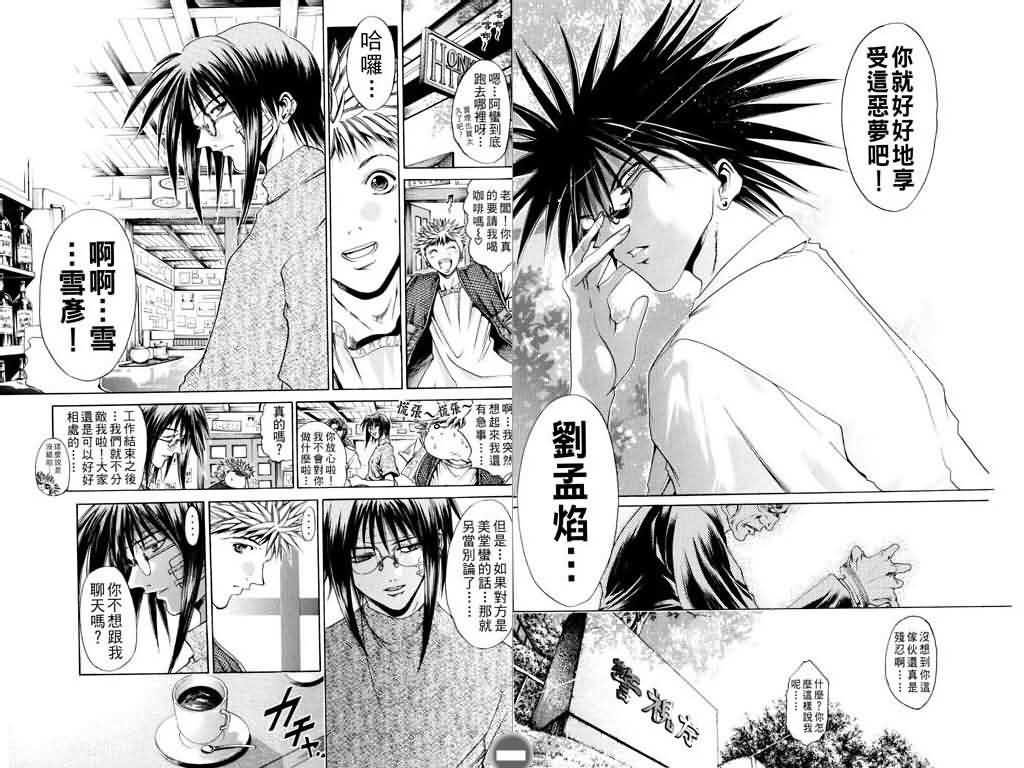 你就好好地享
受這惡夢吧！
劉孟焰…
沒想到你這
傢伙還真是
殘忍啊……
什麼？你怎
麼這樣說我
呢……
警視庁
HON
嗯…阿蠻到底
跑去哪裡呀…
老闆！你真
的要請我喝
咖啡嗎～♡
哈囉…
啊啊…雪
…雪彥！
啊…我突然
想起來我還
有急事…
慌張～慌張～
你放心啦！
我不會對你
做什麼啦…
真的嗎？
工作結束之後
…我們就不分
敵我啦！大家
還是可以好好
相處的……
但是…如果對方是
美堂蠻的話…那就
另當別論了……
…
…
你不想跟我
聊天嗎？
カチャ